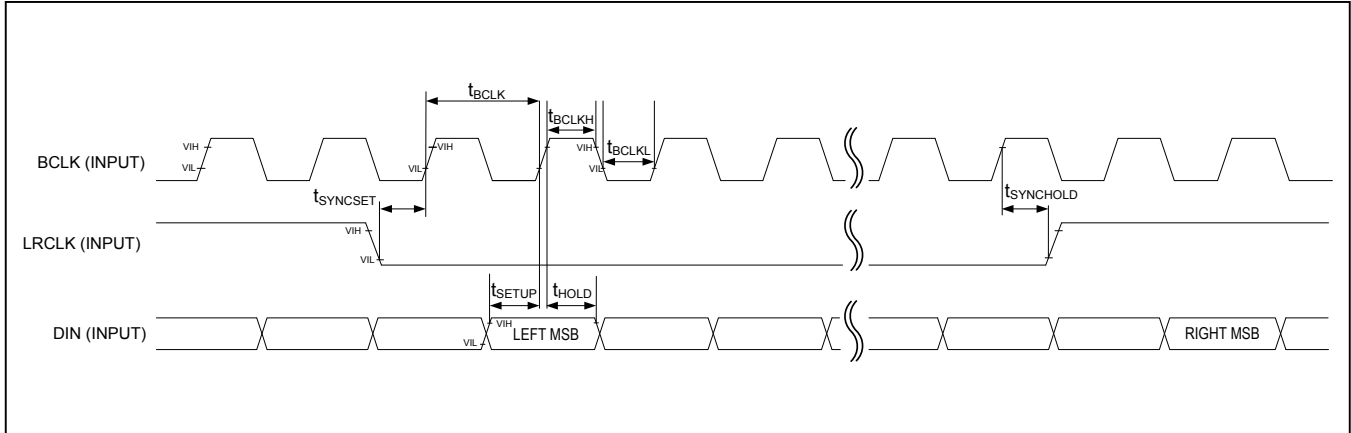 tBCLK
tBCLKH
VIH
VIL
VIH
VIL
VIH
VIL
tBCLKL
BCLK (INPUT)
tSYNCSET
tSYNCHOLD
VIH
VIL
LRCLK (INPUT)
tSETUP
tHOLD
VIH
VIL
DIN (INPUT)
LEFT MSB
RIGHT MSB